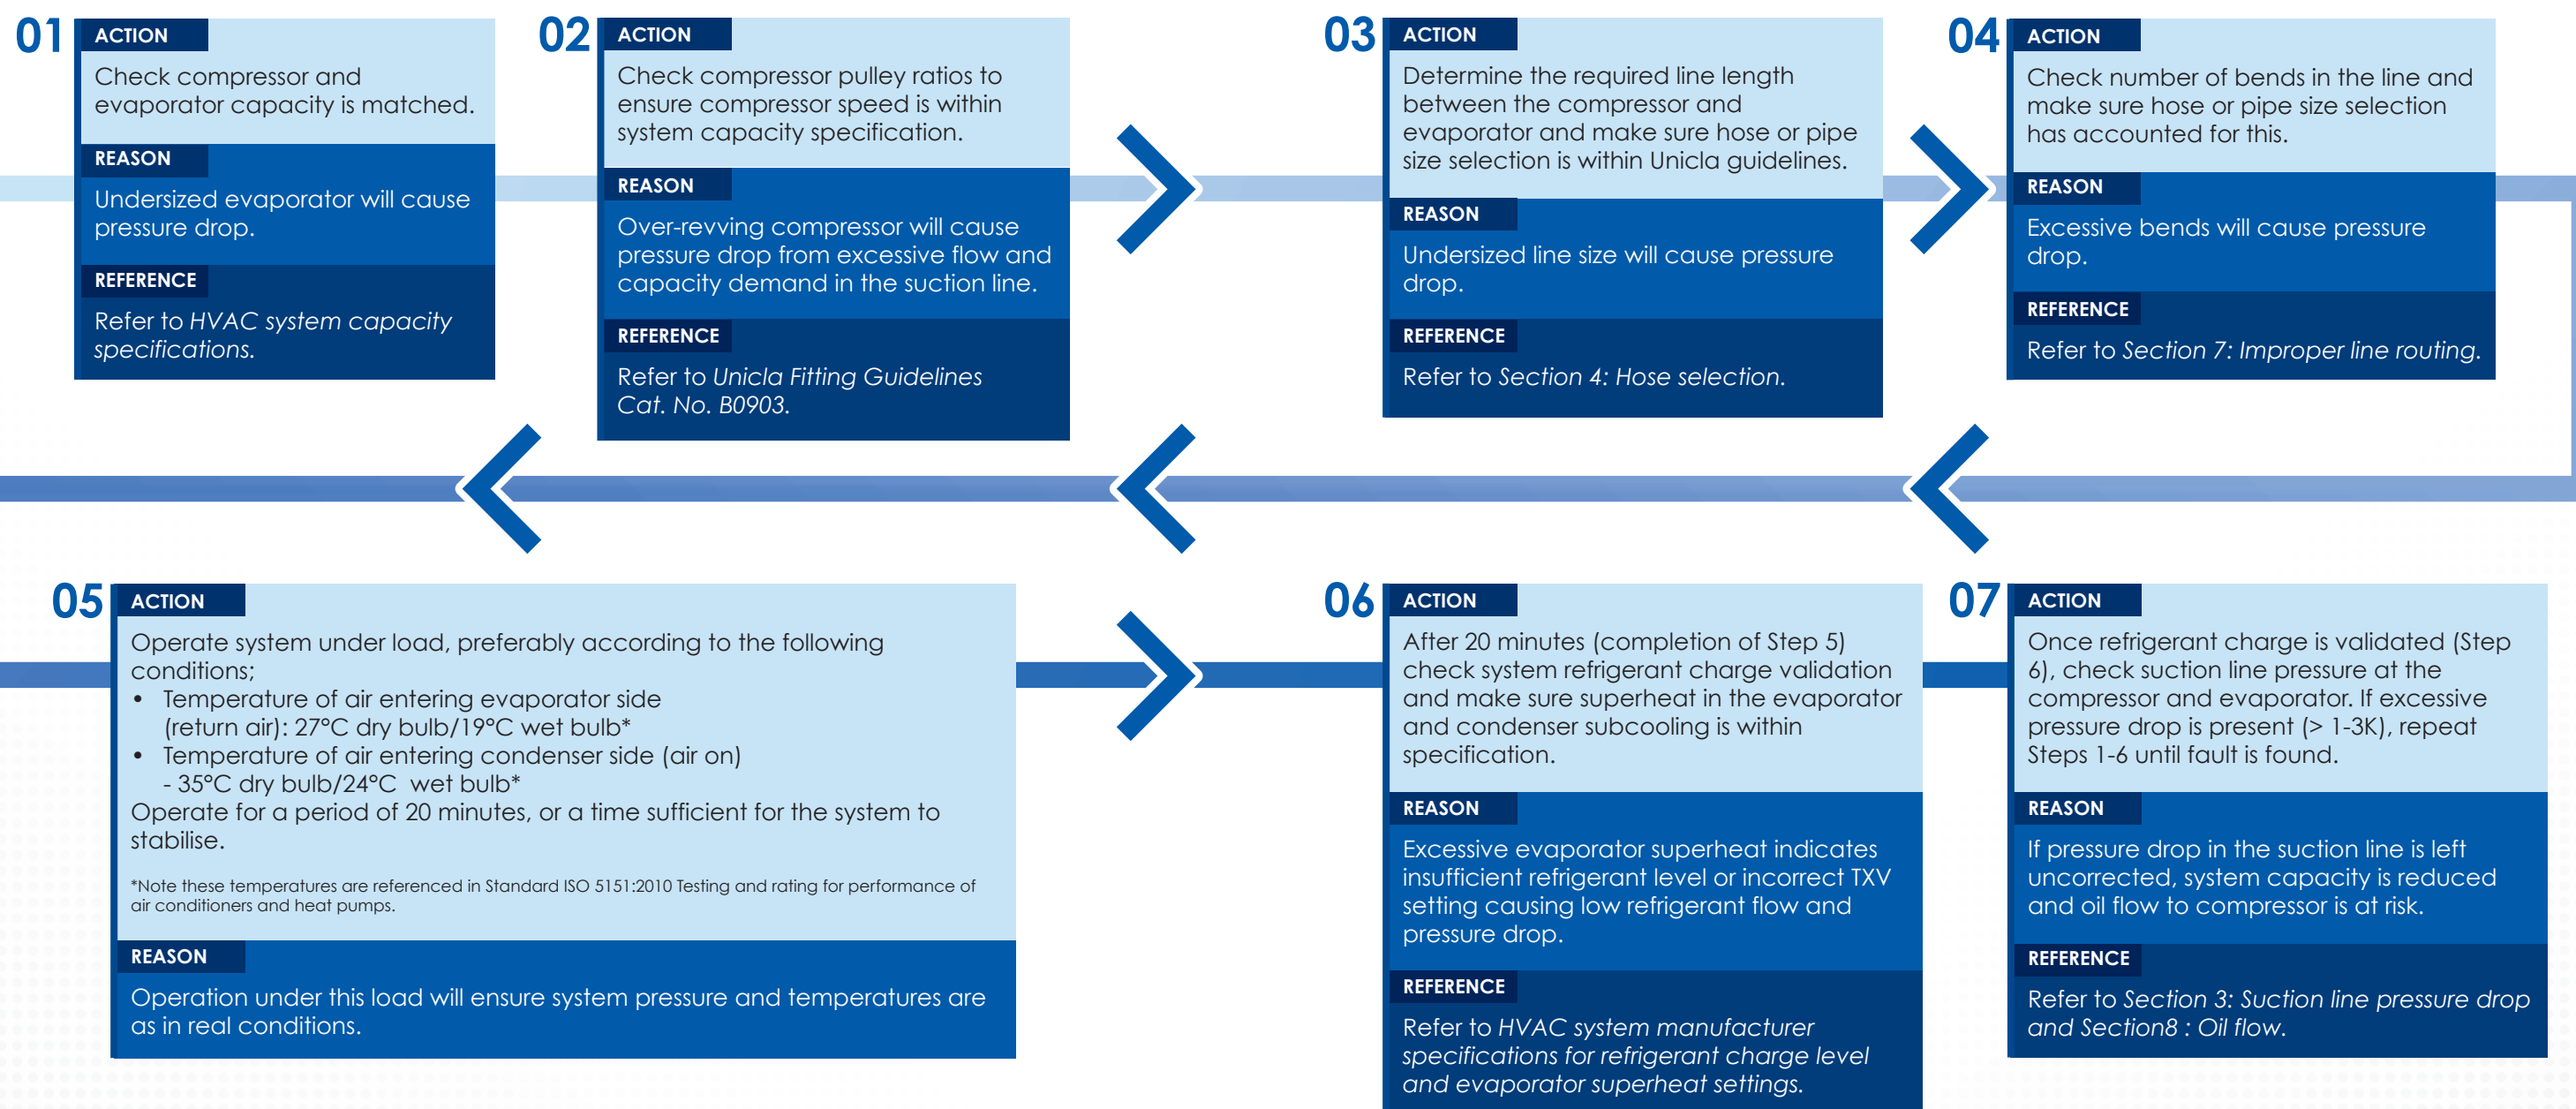 01
ACTION
Check compressor and
evaporator capacity is matched.
REASON
Undersized evaporator will cause
pressure drop.
REFERENCE
Refer to HVAC system capacity
specifications.
02
ACTION
Check compressor pulley ratios to
ensure compressor speed is within
system capacity specification.
REASON
Over-revving compressor will cause
pressure drop from excessive flow and
capacity demand in the suction line.
REFERENCE
Refer to Unicla Fitting Guidelines
Cat. No. B0903.
03
ACTION
Determine the required line length
between the compressor and
evaporator and make sure hose or pipe
size selection is within Unicla guidelines.
REASON
Undersized line size will cause pressure
drop.
REFERENCE
Refer to Section 4: Hose selection.
04
ACTION
Check number of bends in the line and
make sure hose or pipe size selection
has accounted for this.
REASON
Excessive bends will cause pressure
drop.
REFERENCE
Refer to Section 7: Improper line routing.
05
ACTION
Operate system under load, preferably according to the following
conditions;
• Temperature of air entering evaporator side
(return air): 27°C dry bulb/19°C wet bulb*
• Temperature of air entering condenser side (air on)
- 35°C dry bulb/24°C  wet bulb*
Operate for a period of 20 minutes, or a time sufficient for the system to
stabilise.
*Note these temperatures are referenced in Standard ISO 5151:2010 Testing and rating for performance of
air conditioners and heat pumps.
REASON
Operation under this load will ensure system pressure and temperatures are
as in real conditions.
06
ACTION
After 20 minutes (completion of Step 5)
check system refrigerant charge validation
and make sure superheat in the evaporator
and condenser subcooling is within
specification.
REASON
Excessive evaporator superheat indicates
insufficient refrigerant level or incorrect TXV
setting causing low refrigerant flow and
pressure drop.
REFERENCE
Refer to HVAC system manufacturer
specifications for refrigerant charge level
and evaporator superheat settings.
07
ACTION
Once refrigerant charge is validated (Step
6), check suction line pressure at the
compressor and evaporator. If excessive
pressure drop is present (> 1-3K), repeat
Steps 1-6 until fault is found.
REASON
If pressure drop in the suction line is left
uncorrected, system capacity is reduced
and oil flow to compressor is at risk.
REFERENCE
Refer to Section 3: Suction line pressure drop
and Section8 : Oil flow.